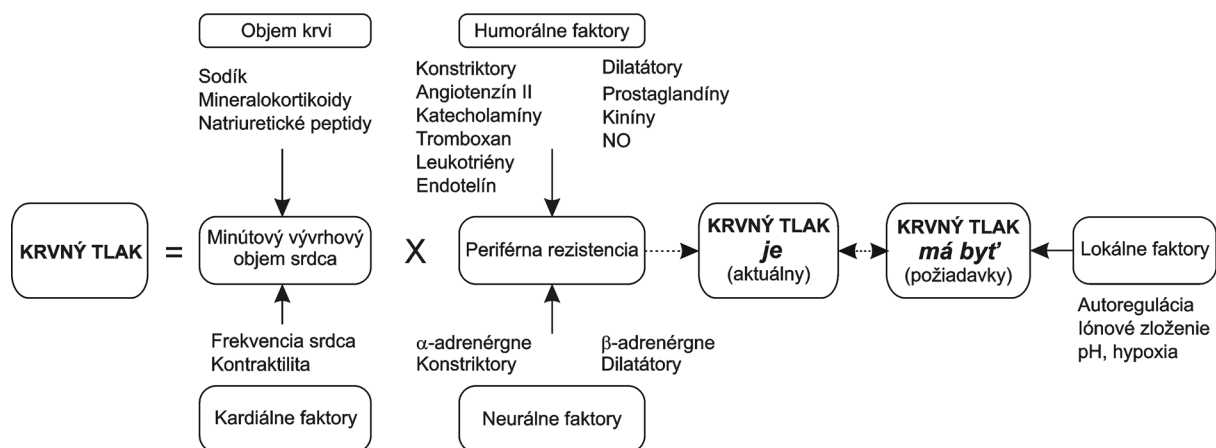 Objem krvi
Sodík
Mineralokortikoidy
Natriuretické peptidy
Humorálne faktory
Konstriktory
Angiotenzín II
Katecholamíny
Tromboxan
Leukotriény
Endotelín
Dilatátory
Prostaglandíny
Kiníny
NO
KRVNÝ TLAK
=
Minútový vývrhový
objem srdca
X
Periférna rezistencia
KRVNÝ TLAK
je
(aktuálny)
KRVNÝ TLAK
má byť
(požiadavky)
Lokálne faktory
Autoregulácia
Iónové zloženie
pH, hypoxia
Frekvencia srdca
Kontraktilita
Kardiálne faktory
α-adrenérgne
Konstriktory
β-adrenérgne
Dilatátory
Neurálne faktory